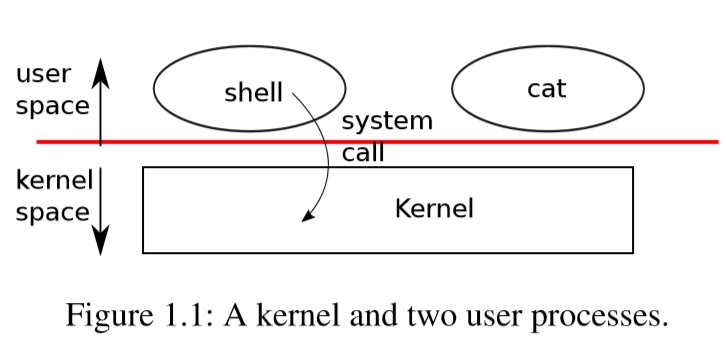 user
space
shell
cat
system
call
kernel
space
Kernel
Figure 1.1: A kernel and two user processes.